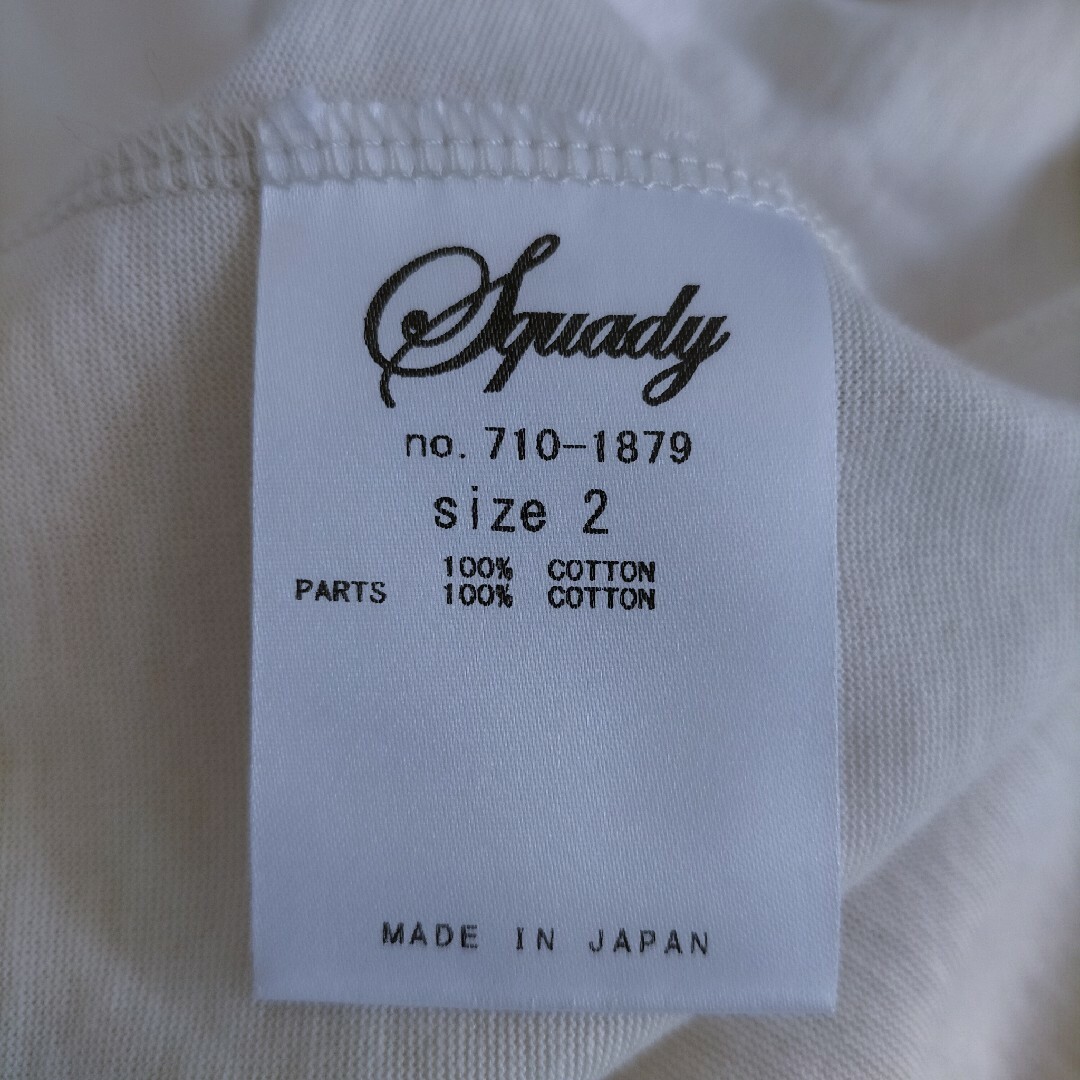 Squady
no. 710-1879
size 2
100% COTTON
PARTS 100% COTTON
MADE IN JAPAN